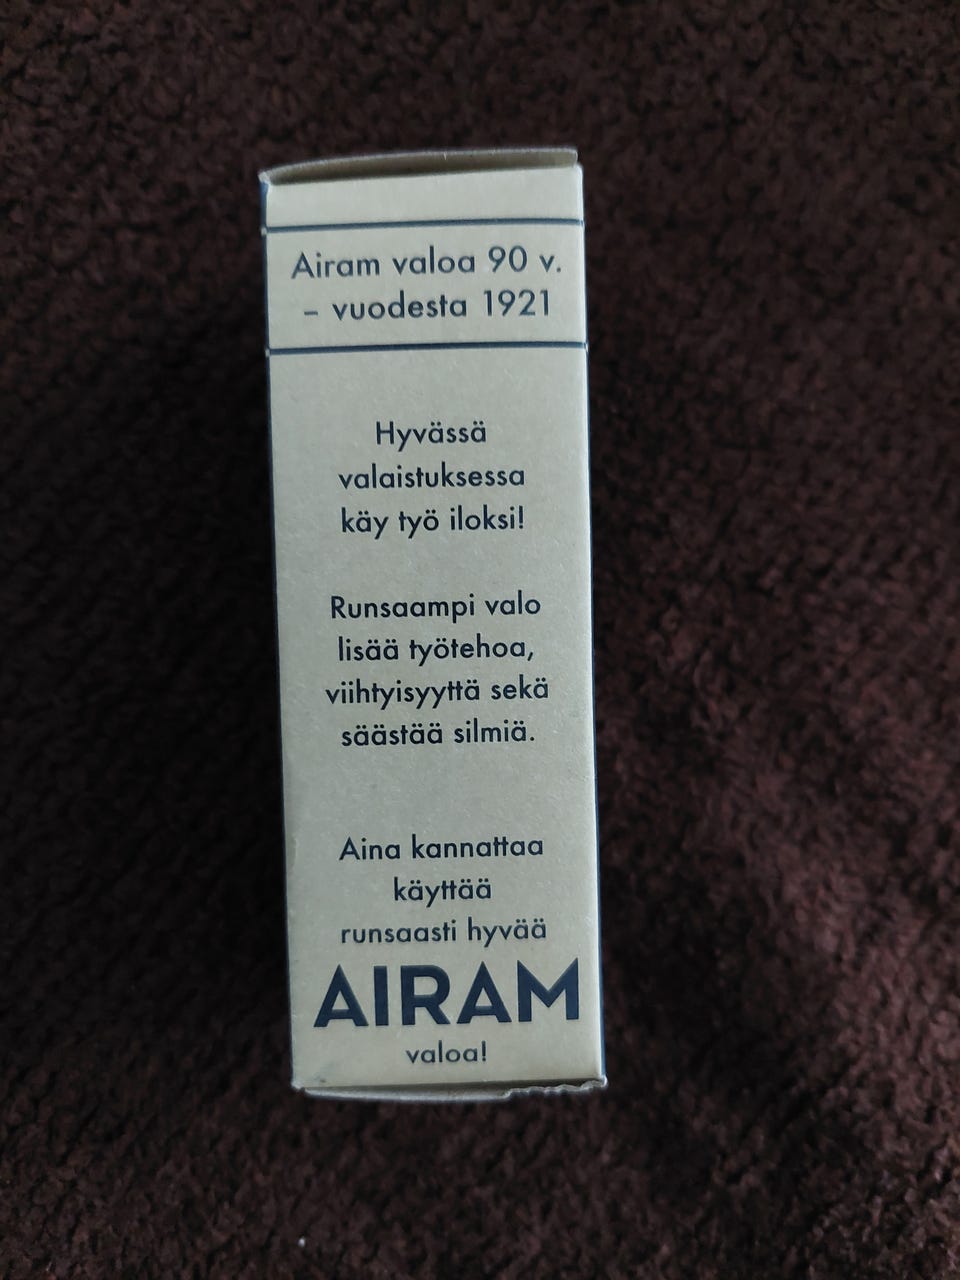 Airam valoa 90 v.
– vuodesta 1921
Hyvässä
valaistuksessa
käy työ iloksi!
Runsaampi valo
lisää työtehoa,
viihtyisyyttä sekä
säästää silmiä.
Aina kannattaa
käyttää
runsaasti hyvää
AIRAM
valoa!